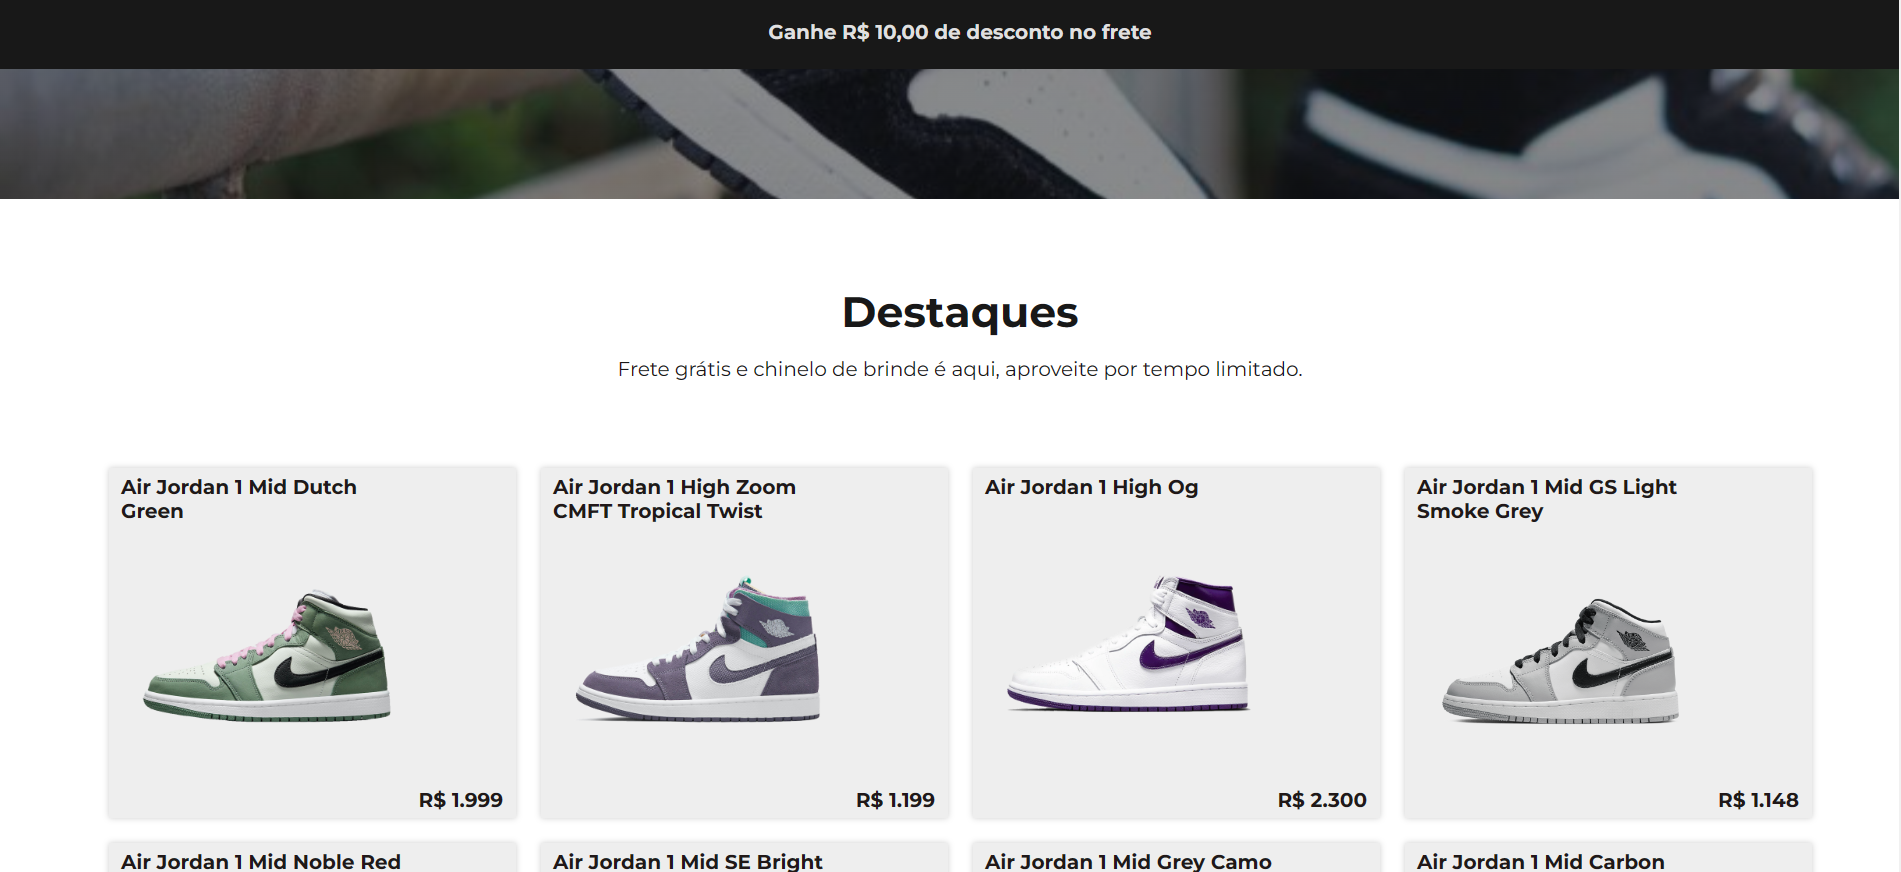 Ganhe R$ 10,00 de desconto no frete
Destaques
Frete grátis e chinelo de brinde é aqui, aproveite por tempo limitado.
Air Jordan 1 Mid Dutch
Green
R$ 1.999
Air Jordan 1 High Zoom
CMFT Tropical Twist
R$ 1.199
Air Jordan 1 High Og
R$ 2.300
Air Jordan 1 Mid GS Light
Smoke Grey
R$ 1.148
Air Jordan 1 Mid Noble Red
Air Jordan 1 Mid SE Bright
Air Jordan 1 Mid Grey Camo
Air Jordan 1 Mid Carbon